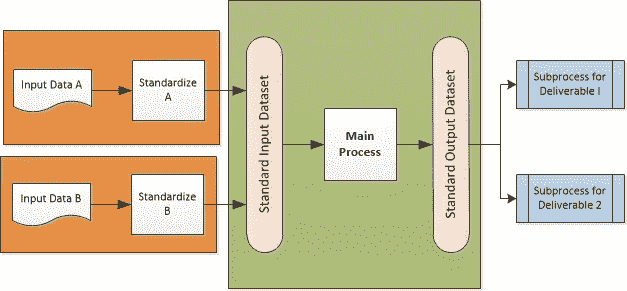 Input Data A
Standardize
A
Input Data B
Standardize
B
Standard Input Dataset
Main
Process
Standard Output Dataset
Subprocess for
Deliverable I
Subprocess for
Deliverable 2